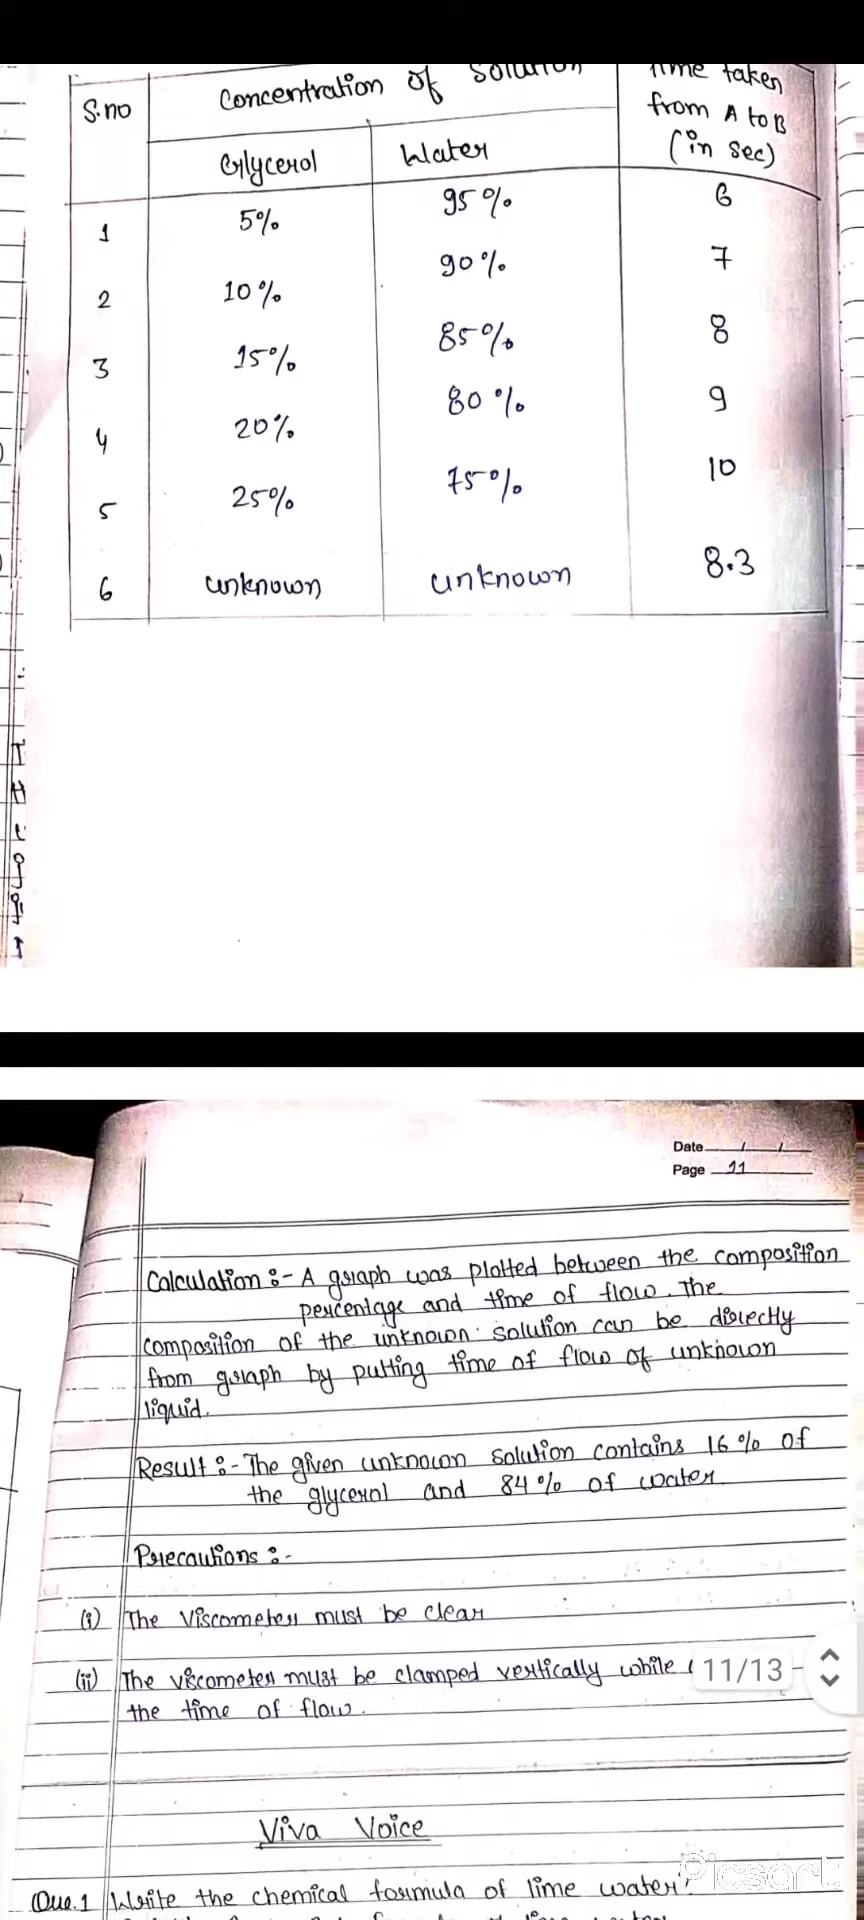 S.no
Concentration of Solution
Time taken
from A to B
(in sec)
Glycerol
Water
1 5% 95% 6
2 10% 90% 7
3 15% 85% 8
4 20% 80% 9
5 25% 75% 10
6 unknown unknown 8.3
Date / /
Page 11
Calculation :- A graph was plotted between the composition
percentage and time of flow. The
composition of the unknown solution can be directly
from graph by putting time of flow of unknown
liquid.
Result :- The given unknown solution contains 16% of
the glycerol and 84% of water
Precautions :-
(i) The Viscometer must be clear
(ii) The viscometer must be clamped vertically while
the time of flow.
11/13
Viva Voice
Que.1 Write the chemical formula of lime water?
Picsart